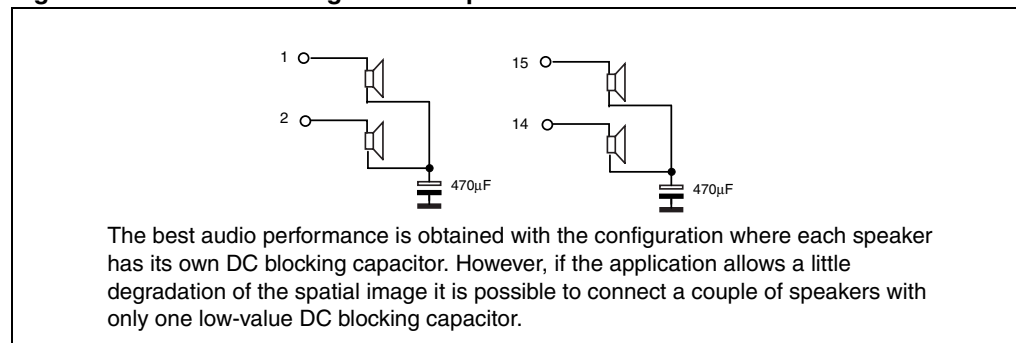 1
15
2
14
470µF
470µF
The best audio performance is obtained with the configuration where each speaker
has its own DC blocking capacitor. However, if the application allows a little
degradation of the spatial image it is possible to connect a couple of speakers with
only one low-value DC blocking capacitor.